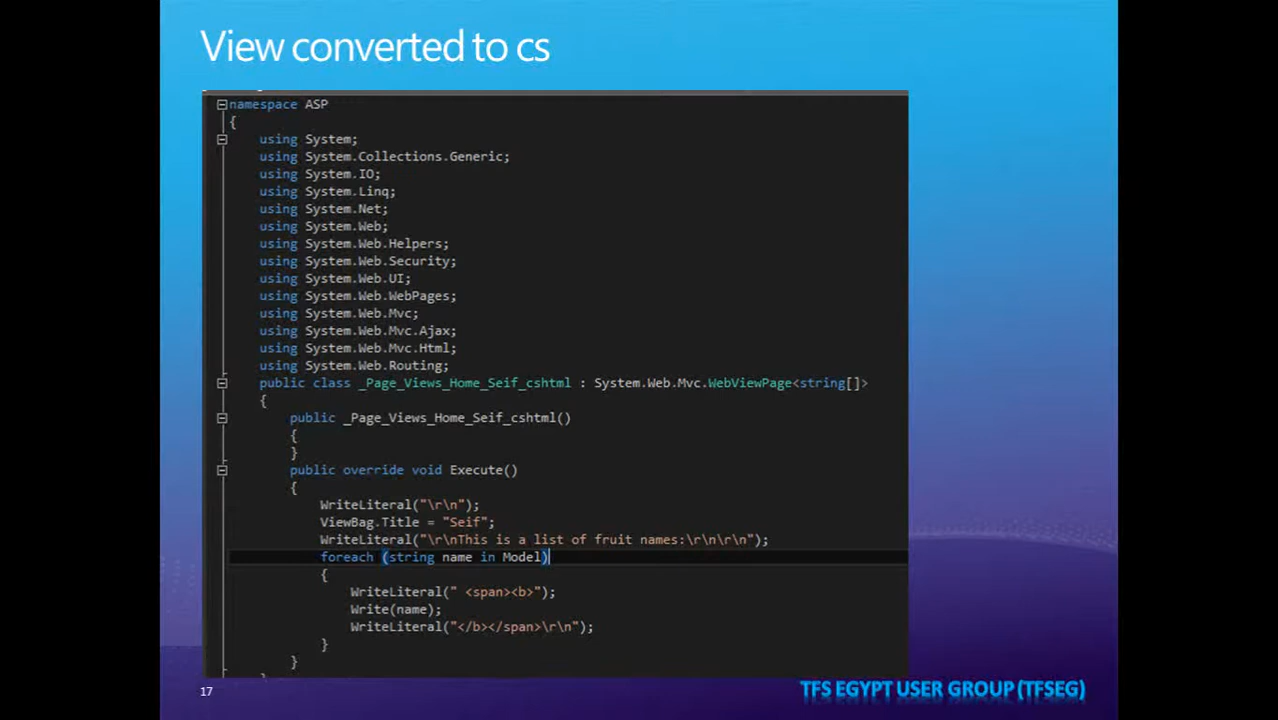 View converted to cs
namespace ASP
{
using System;
using System.Collections.Generic;
using System.IO;
using System.Linq;
using System.Net;
using System.Web;
using System.Web.Helpers;
using System.Web.Security;
using System.Web.UI;
using System.Web.WebPages;
using System.Web.Mvc;
using System.Web.Mvc.Ajax;
using System.Web.Mvc.Html;
using System.Web.Routing;
public class _Page_Views_Home_Seif_cshtml : System.Web.Mvc.WebViewPage<string[]>
{
public _Page_Views_Home_Seif_cshtml()
{
}
public override void Execute()
{
WriteLiteral("\r\n");
ViewBag.Title = "Seif";
WriteLiteral("\r\nThis is a list of fruit names:\r\n\r\n");
foreach (string name in Model)
{
WriteLiteral(" <span><b>");
Write(name);
WriteLiteral("</b></span>\r\n");
}
}
17
TFS EGYPT USER GROUP (TFSEG)